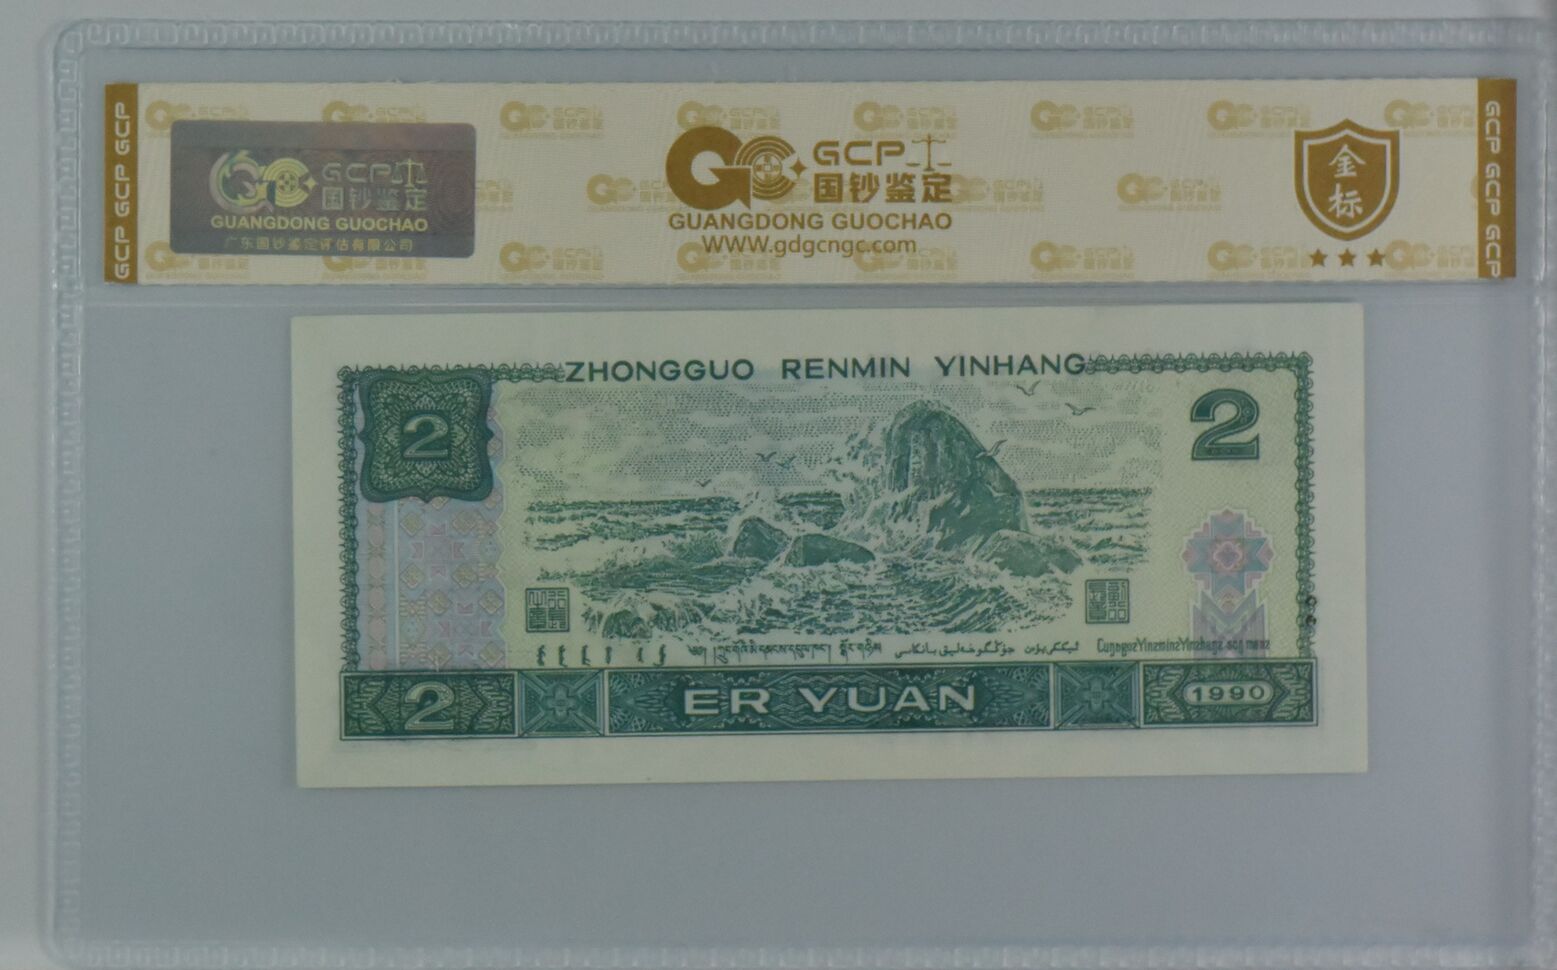 GCP GCP GCP
GCP
国钞鉴定
GUANGDONG GUOCHAO
广东国钞鉴定评估有限公司
GCP
国钞鉴定
GUANGDONG GUOCHAO
WWW.gdgcngc.com
金标
GCP GCP GCP
ZHONGGUO RENMIN YINHANG
2
2
2
ER YUAN
1990